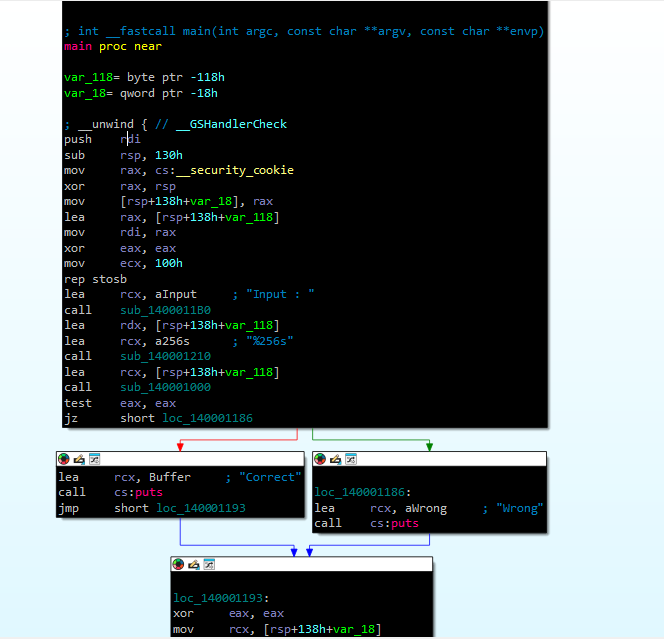 ; int __fastcall main(int argc, const char **argv, const char **envp)
main proc near
var_118= byte ptr -118h
var_18= qword ptr -18h
; __unwind { // __GSHandlerCheck
push rdi
sub rsp, 130h
mov rax, cs:__security_cookie
xor rax, rsp
mov [rsp+138h+var_18], rax
lea rax, [rsp+138h+var_118]
mov rdi, rax
xor eax, eax
mov ecx, 100h
rep stosb
lea rcx, aInput ; "Input : "
call sub_1400011B0
lea rdx, [rsp+138h+var_118]
lea rcx, a256s ; "%256s"
call sub_140001210
lea rcx, [rsp+138h+var_118]
call sub_140001000
test eax, eax
jz short loc_140001186
lea rcx, Buffer ; "Correct"
call cs:puts
jmp short loc_140001193
loc_140001186:
lea rcx, aWrong ; "Wrong"
call cs:puts
loc_140001193:
xor eax, eax
mov rcx, [rsp+138h+var_18]